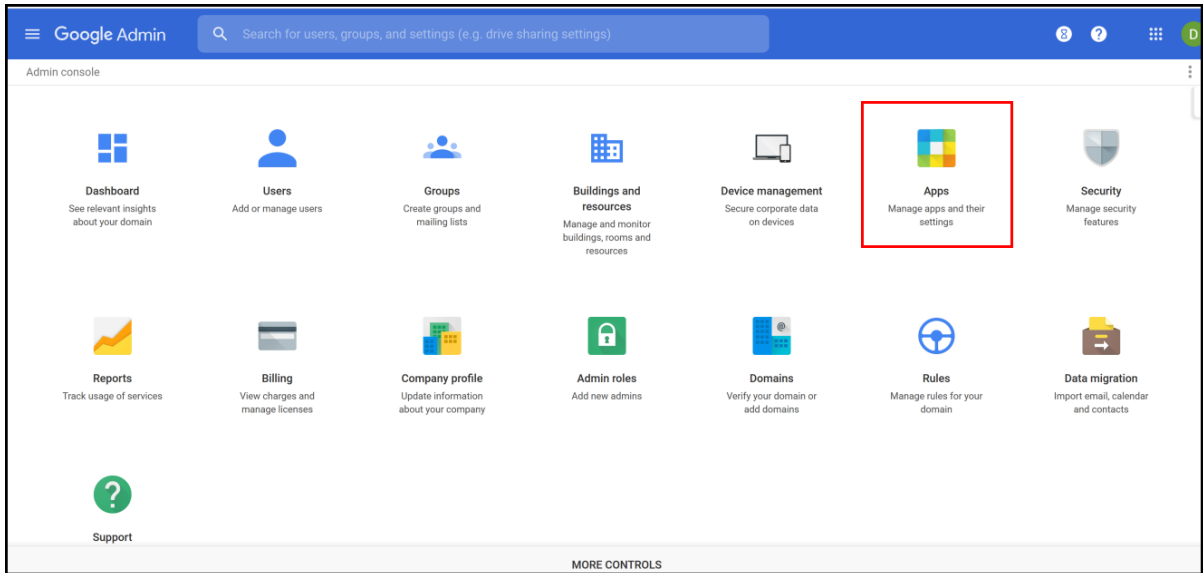 Google Admin
Search for users, groups, and settings (e.g. drive sharing settings)
8
?
D
Admin console
Dashboard
See relevant insights
about your domain
Users
Add or manage users
Groups
Create groups and
mailing lists
Buildings and
resources
Manage and monitor
buildings, rooms and
resources
Device management
Secure corporate data
on devices
Apps
Manage apps and their
settings
Security
Manage security
features
Reports
Track usage of services
Billing
View charges and
manage licenses
Company profile
Update information
about your company
Admin roles
Add new admins
@
Domains
Verify your domain or
add domains
Rules
Manage rules for your
domain
Data migration
Import email, calendar
and contacts
?
Support
MORE CONTROLS